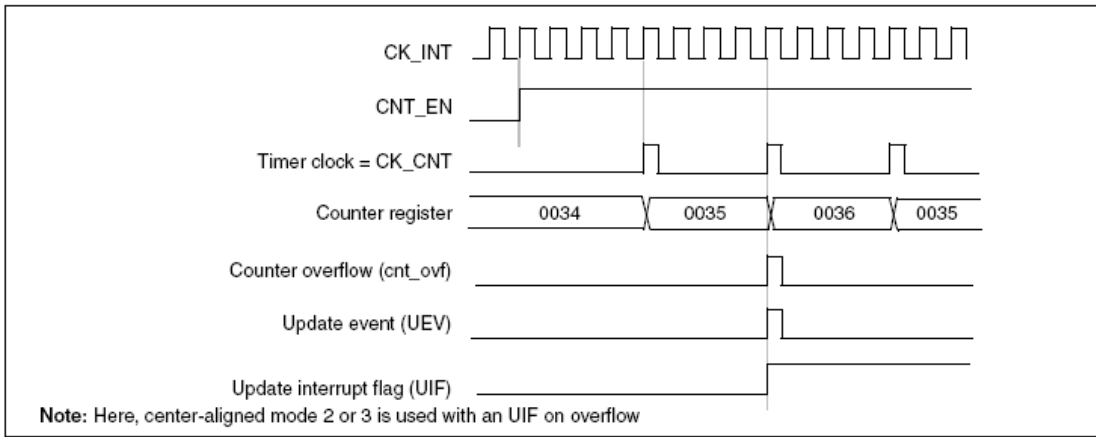 CK_INT
CNT_EN
Timer clock = CK_CNT
Counter register 0034 0035 0036 0035
Counter overflow (cnt_ovf)
Update event (UEV)
Update interrupt flag (UIF)
Note: Here, center-aligned mode 2 or 3 is used with an UIF on overflow